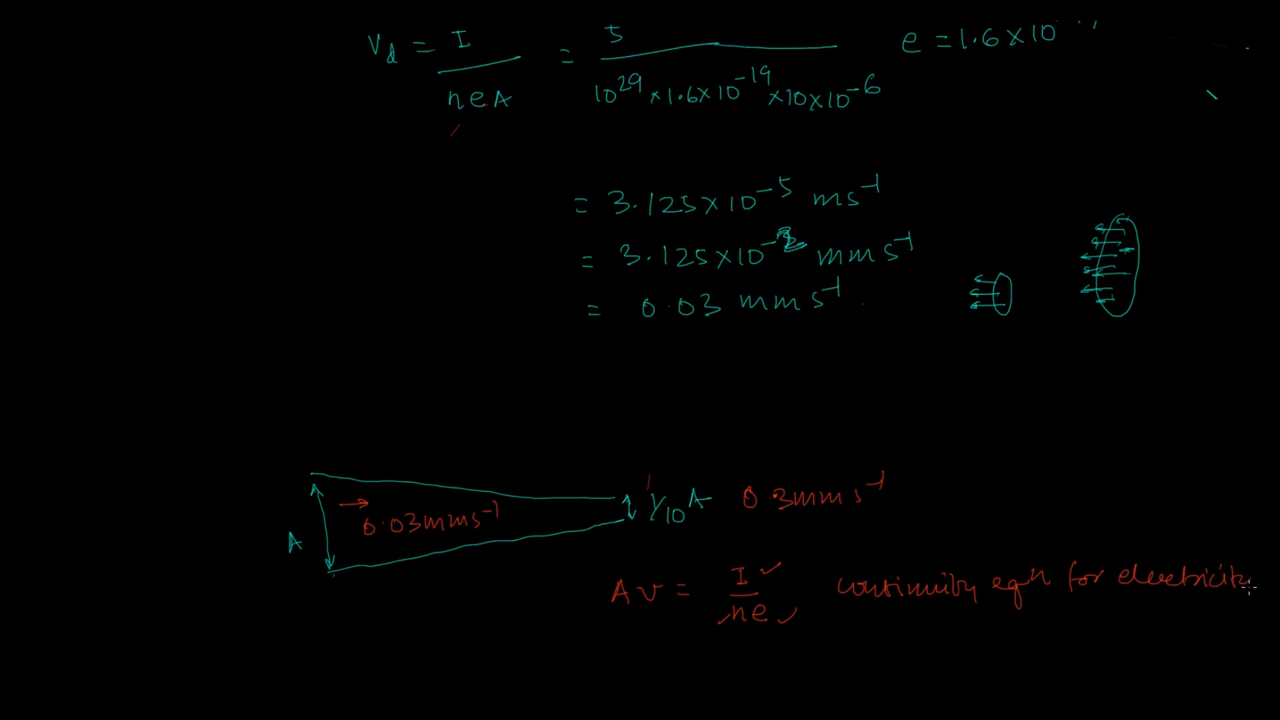 v_d = I / neA = 5 / 10^29 × 1.6×10^-19 × 10×10^-6 e = 1.6×10
= 3.125×10^-5 ms^-1
= 3.125×10^-2 mms^-1
= 0.03 mms^-1.
A → 0.03mms^-1 1/10 A 0.3mms^-1
Av = I / ne continuity eqn for electricity